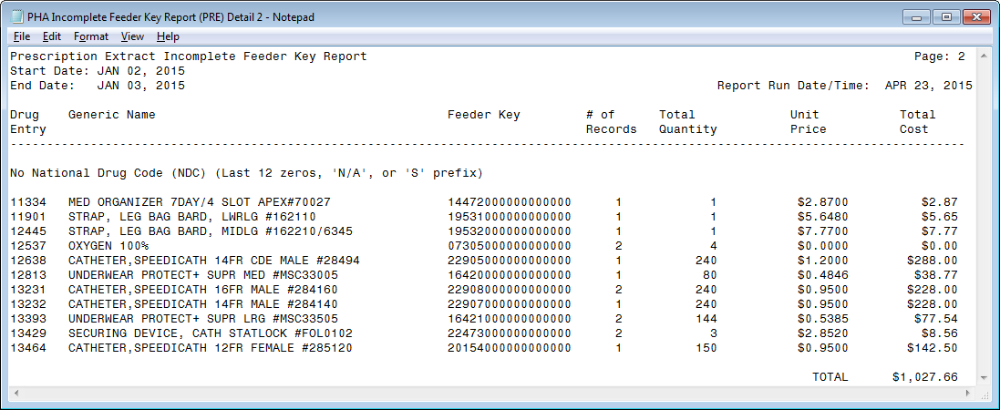 PHA Incomplete Feeder Key Report (PRE) Detail 2 - Notepad
File Edit Format View Help
Prescription Extract Incomplete Feeder Key Report Page: 2
Start Date: JAN 02, 2015
End Date: JAN 03, 2015 Report Run Date/Time: APR 23, 2015
Drug Generic Name Feeder Key # of Total Unit Total
Entry Records Quantity Price Cost
--------------------------------------------------------------------------------------------------------------------------------------
No National Drug Code (NDC) (Last 12 zeros, 'N/A', or 'S' prefix)
11334 MED ORGANIZER 7DAY/4 SLOT APEX#70027 14472000000000000 1 1 $2.8700 $2.87
11901 STRAP, LEG BAG BARD, LWRLG #162110 19531000000000000 1 1 $5.6480 $5.65
12445 STRAP, LEG BAG BARD, MIDLG #162210/6345 19532000000000000 1 1 $7.7700 $7.77
12537 OXYGEN 100% 07305000000000000 2 4 $0.0000 $0.00
12638 CATHETER,SPEEDICATH 14FR CDE MALE #28494 22905000000000000 1 240 $1.2000 $288.00
12813 UNDERWEAR PROTECT+ SUPR MED #MSC33005 16420000000000000 1 80 $0.4846 $38.77
13231 CATHETER,SPEEDICATH 16FR MALE #284160 22908000000000000 2 240 $0.9500 $228.00
13232 CATHETER,SPEEDICATH 14FR MALE #284140 22907000000000000 1 240 $0.9500 $228.00
13393 UNDERWEAR PROTECT+ SUPR LRG #MSC33505 16421000000000000 2 144 $0.5385 $77.54
13429 SECURING DEVICE, CATH STATLOCK #FOL0102 22473000000000000 2 3 $2.8520 $8.56
13464 CATHETER,SPEEDICATH 12FR FEMALE #285120 20154000000000000 1 150 $0.9500 $142.50
TOTAL $1,027.66